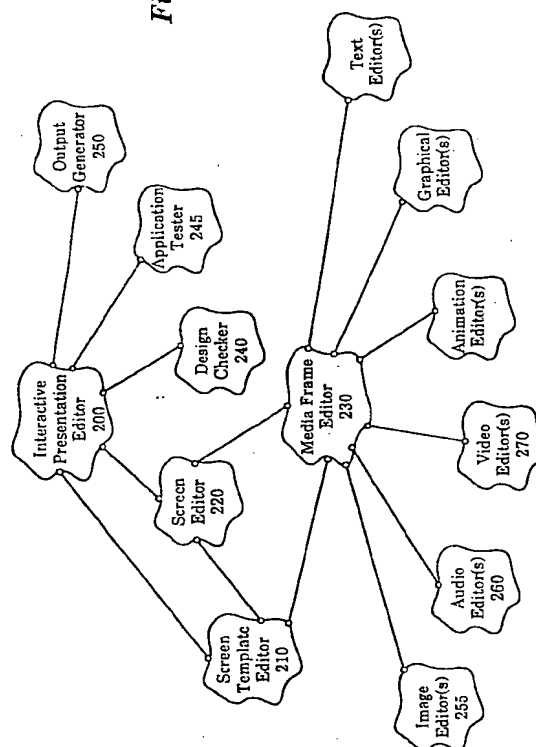 Fi
Output
Generator
250
Interactive
Presentation
Editor
200
Application
Tester
245
Design
Checker
240
Screen
Editor
220
Screen
Template
Editor
210
Text
Editor(s)
Graphical
Editor(s)
Media Frame
Editor
230
Animation
Editor(s)
Video
Editor(s)
270
Audio
Editor(s)
260
Image
Editor(s)
255